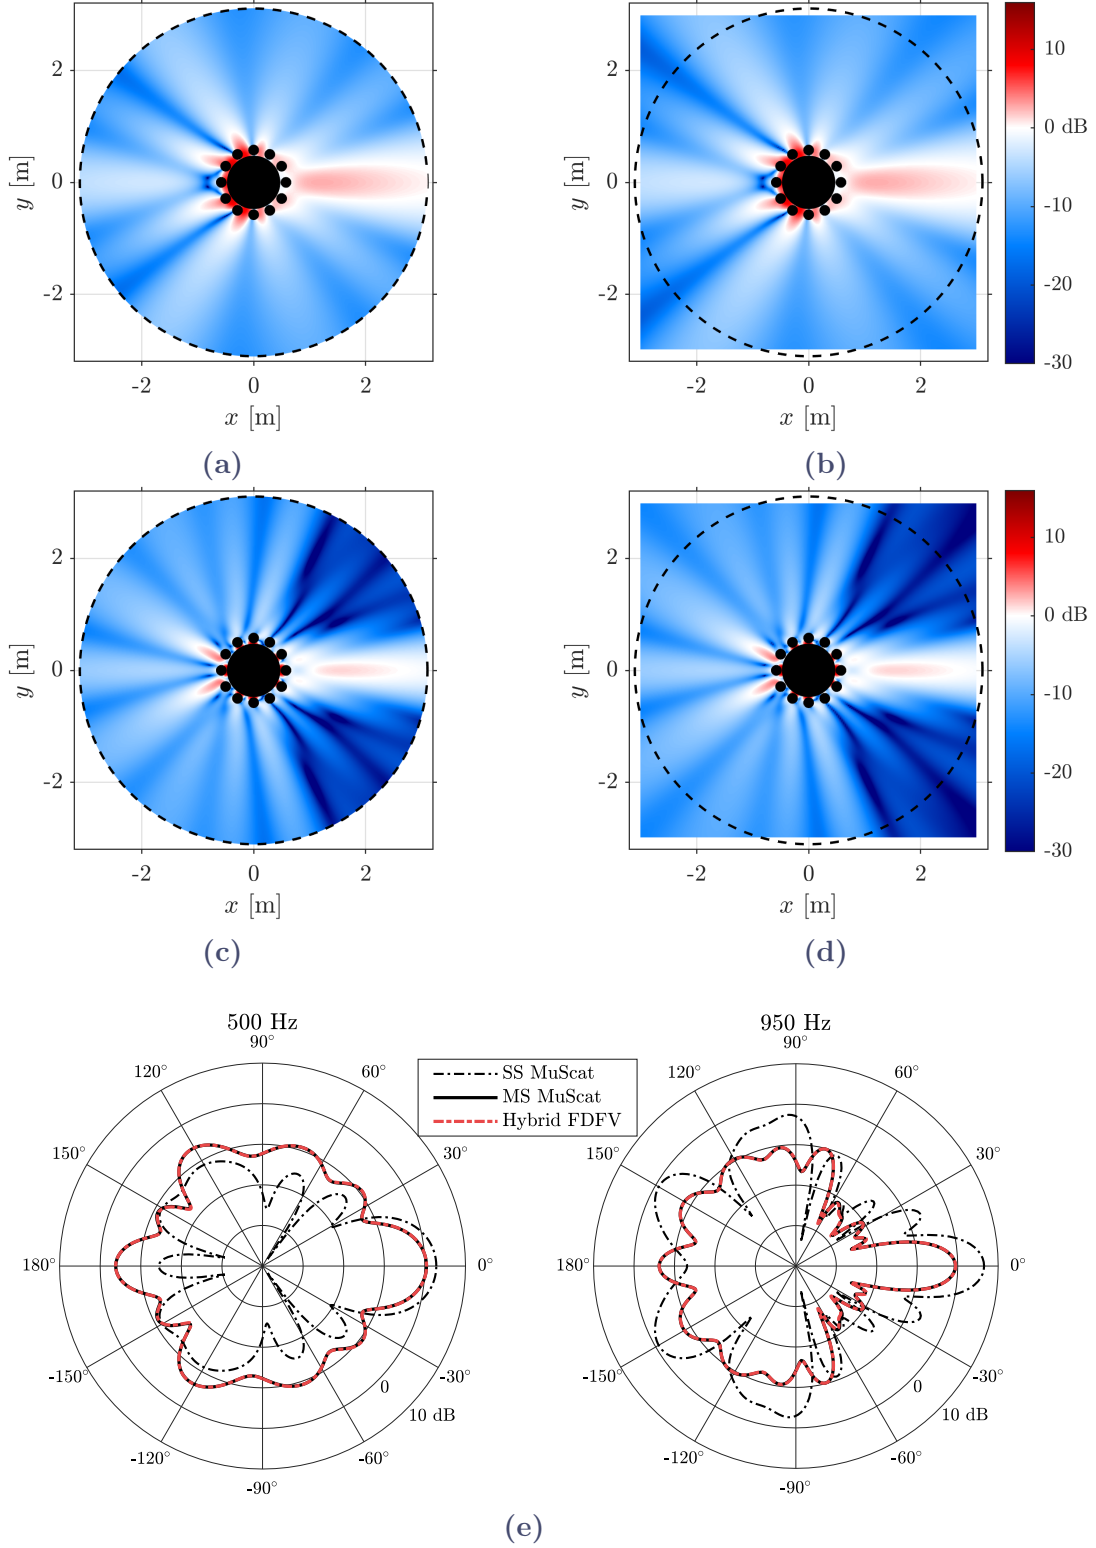 2
0
-2
y [m]
-2
0
2
x [m]
(a)
2
0
-2
-2
0
2
x [m]
(b)
10
0 dB
-10
-20
-30
2
0
-2
y [m]
-2
0
2
x [m]
(c)
2
0
-2
-2
0
2
x [m]
(d)
10
0 dB
-10
-20
-30
500 Hz
90°
120°
60°
150°
30°
180°
0°
-150°
-30°
-120°
-60°
-90°
0
10 dB
SS MuScat
MS MuScat
Hybrid FDFV
950 Hz
90°
120°
60°
150°
30°
180°
0°
-150°
-30°
-120°
-60°
-90°
0
10 dB
(e)
y [m]
y [m]